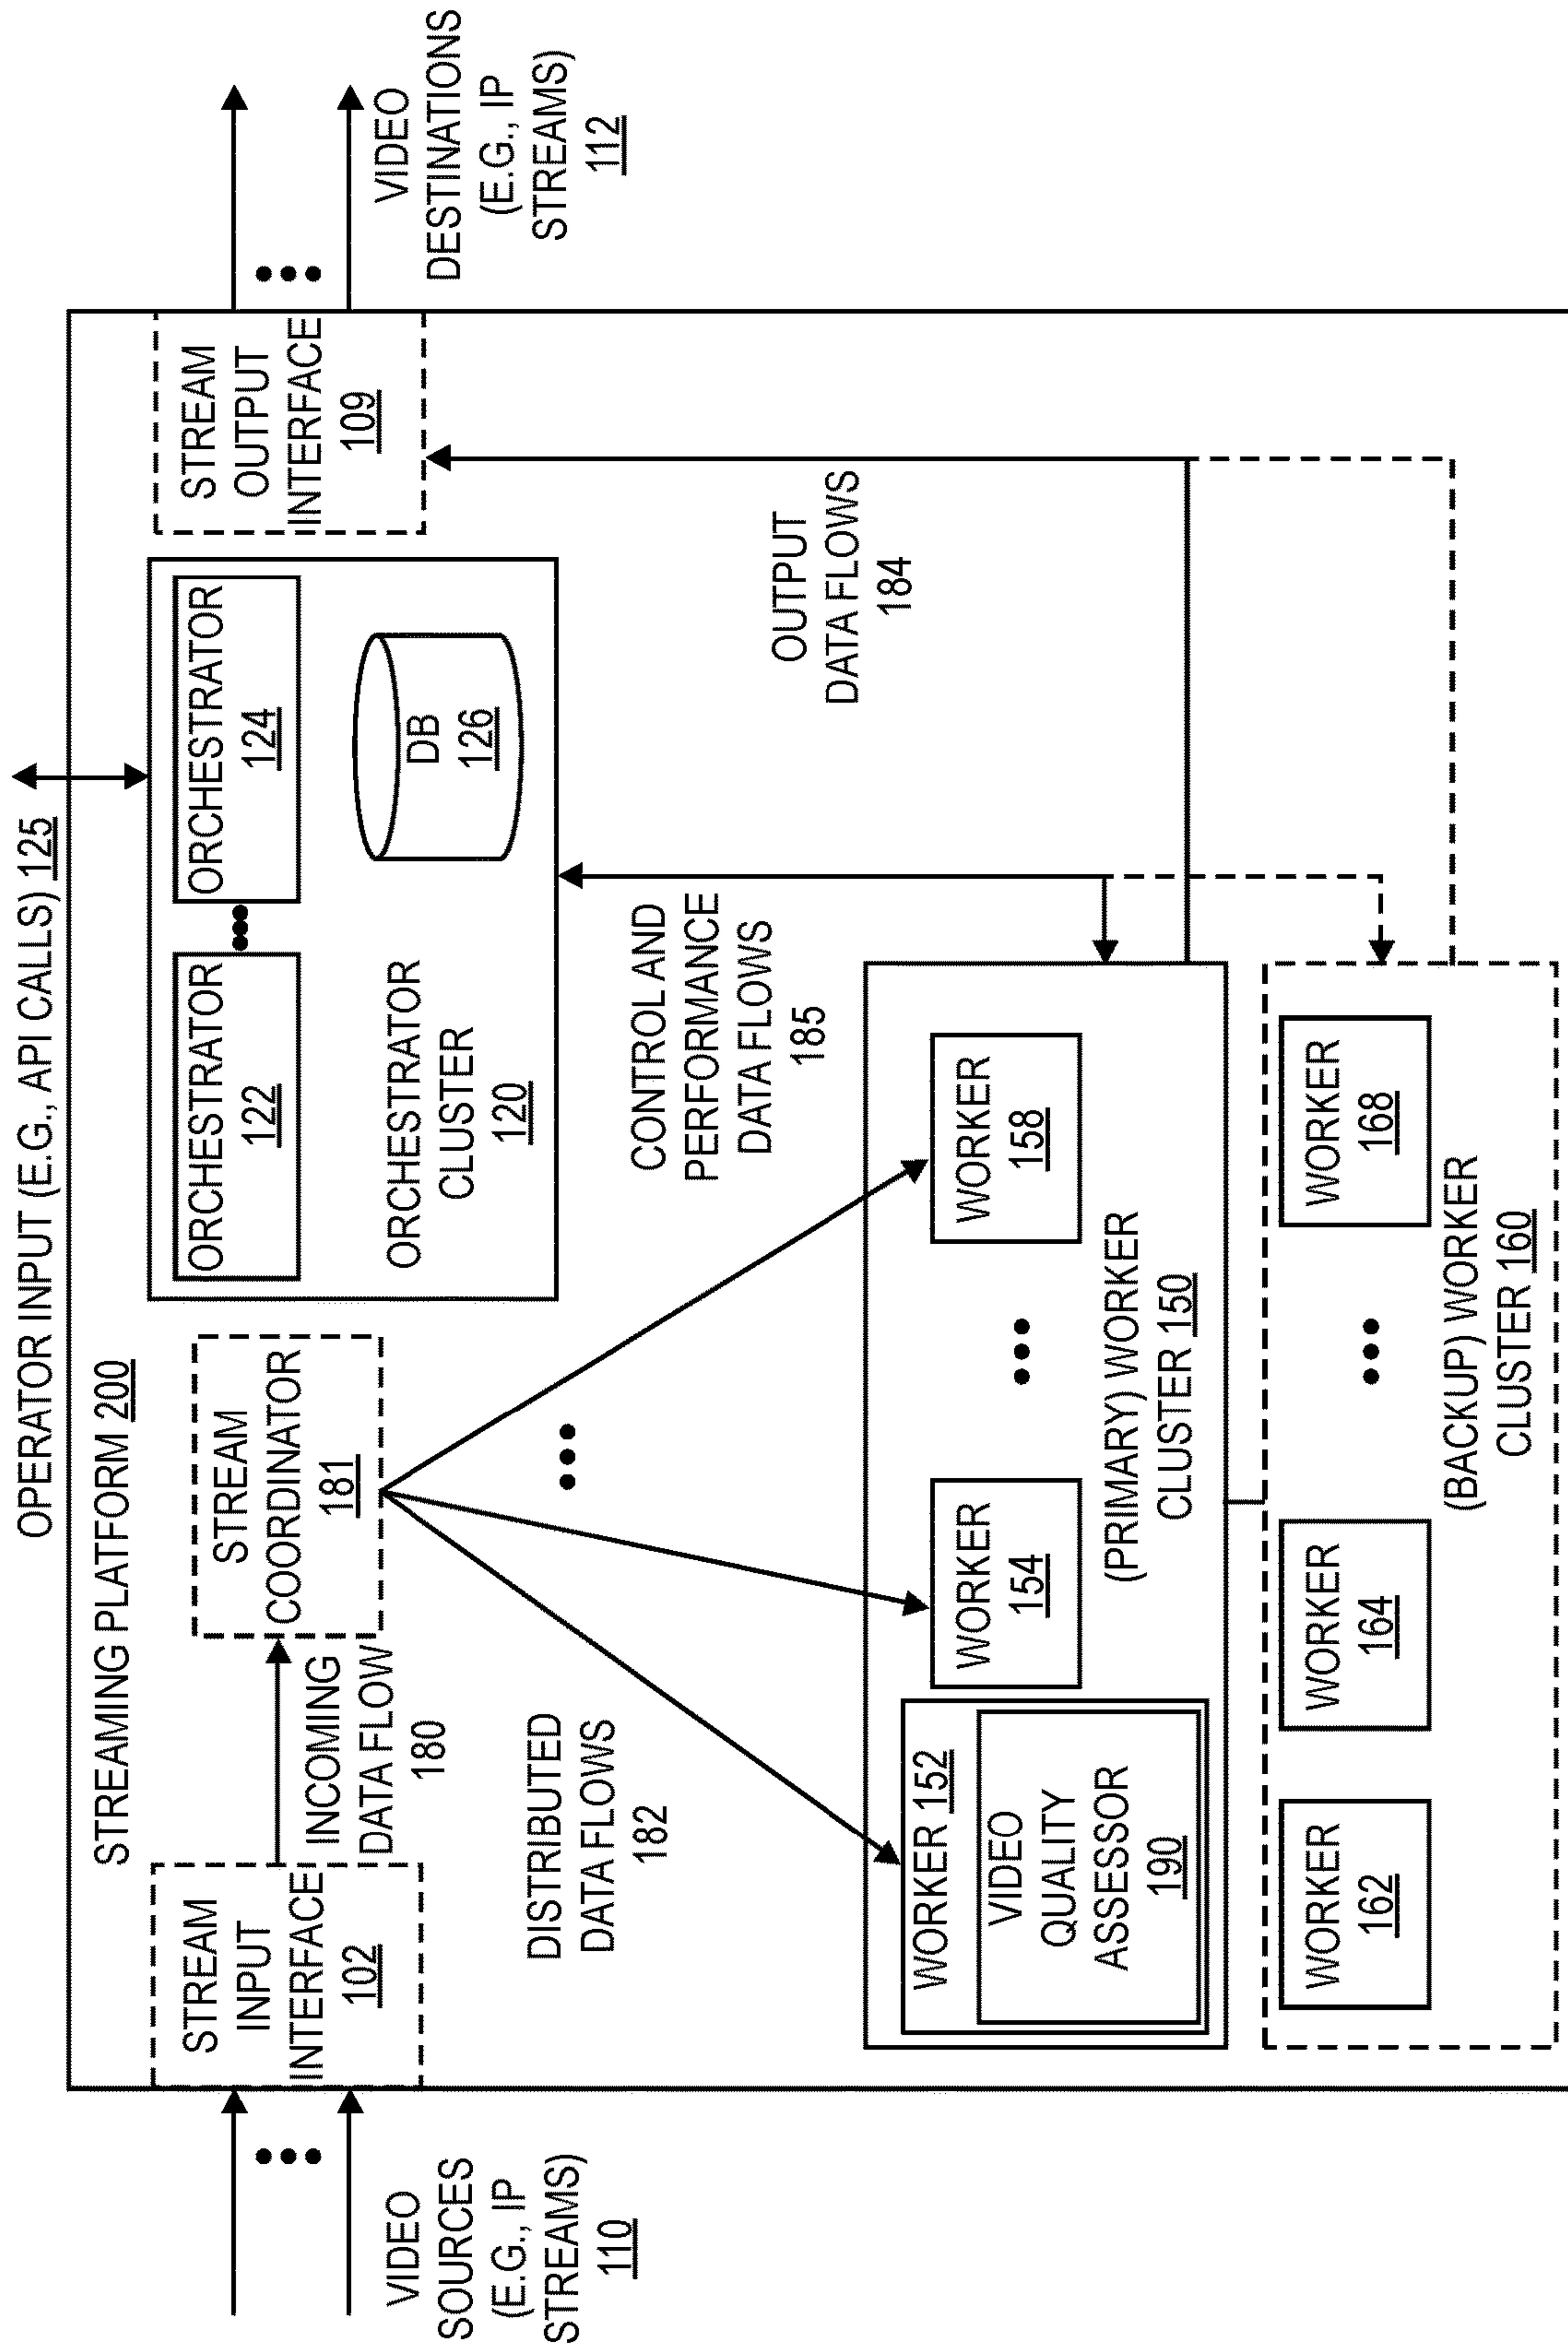 OPERATOR INPUT (E.G., API CALLS) 125
STREAMING PLATFORM 200
VIDEO
SOURCES
(E.G., IP
STREAMS)
110
STREAM
INPUT
INTERFACE
102
INCOMING
DATA FLOW
180
STREAM
COORDINATOR
181
ORCHESTRATOR
122
ORCHESTRATOR
124
ORCHESTRATOR
CLUSTER
120
DB
126
STREAM
OUTPUT
INTERFACE
109
VIDEO
DESTINATIONS
(E.G., IP
STREAMS)
112
DISTRIBUTED
DATA FLOWS
182
CONTROL AND
PERFORMANCE
DATA FLOWS
185
OUTPUT
DATA FLOWS
184
WORKER 152
VIDEO
QUALITY
ASSESSOR
190
WORKER
154
WORKER
158
(PRIMARY) WORKER
CLUSTER 150
WORKER
162
WORKER
164
WORKER
168
(BACKUP) WORKER
CLUSTER 160